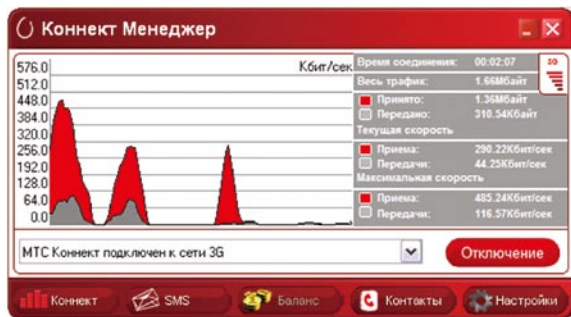 Коннект Менеджер
Кбит/сек
576.0
512.0
448.0
384.0
320.0
256.0
192.0
128.0
64.0
0.0
Время соединения: 00:02:07
3G
Весь трафик: 1.66Мбайт
Принято: 1.36Мбайт
Передано: 310.54Кбайт
Текущая скорость
Приема: 290.22Кбит/сек
Передачи: 44.25Кбит/сек
Максимальная скорость
Приема: 485.24Кбит/сек
Передачи: 116.57Кбит/сек
МТС Коннект подключен к сети 3G
Отключение
Коннект
SMS
Баланс
Контакты
Настройки